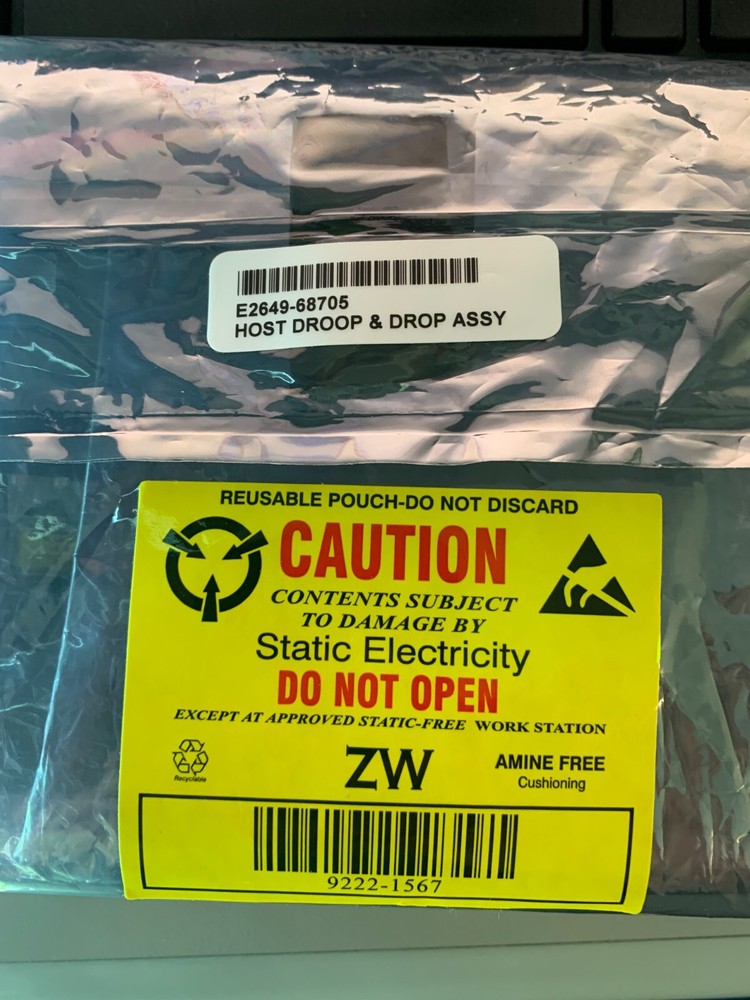 E2649-68705
HOST DROOP & DROP ASSY
REUSABLE POUCH-DO NOT DISCARD
CAUTION
CONTENTS SUBJECT
TO DAMAGE BY
Static Electricity
DO NOT OPEN
EXCEPT AT APPROVED STATIC-FREE WORK STATION
Recyclable
ZW
AMINE FREE
Cushioning
9222-1567